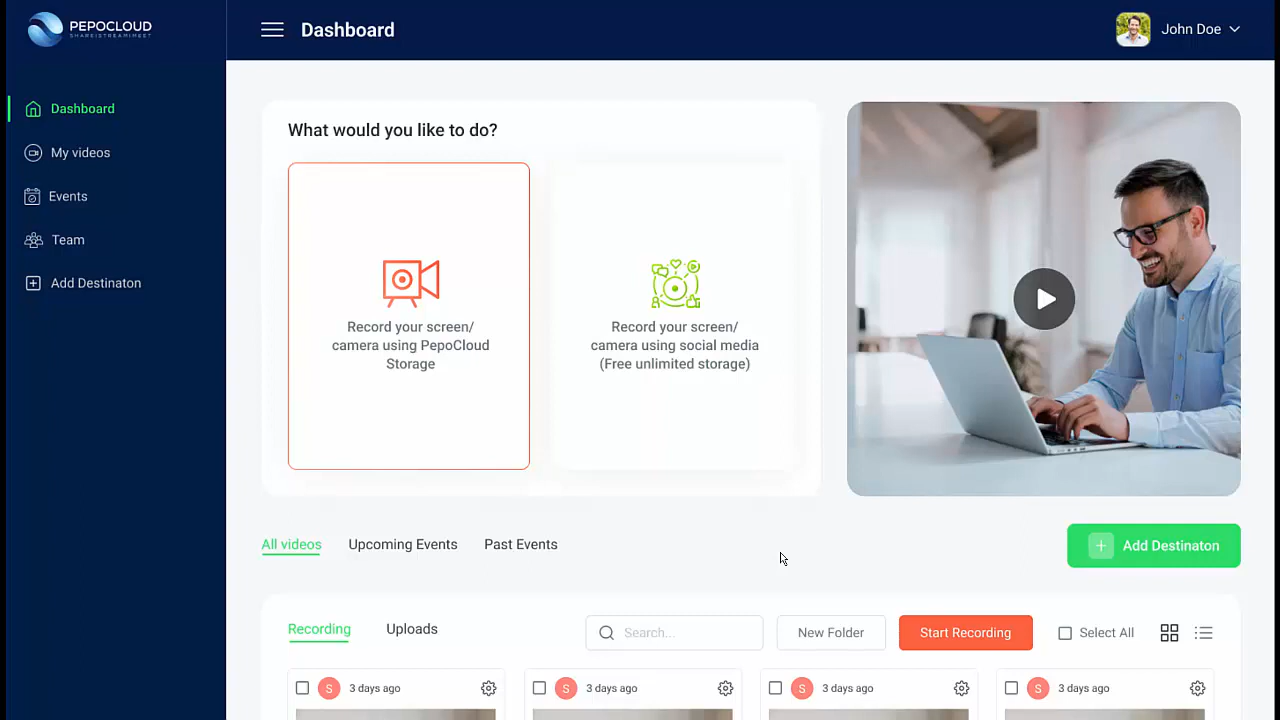 PEPOCLOUD
SHARE|STREAM|MEET
Dashboard
John Doe
Dashboard
My videos
Events
Team
Add Destinaton
What would you like to do?
Record your screen/
camera using PepoCloud
Storage
Record your screen/
camera using social media
(Free unlimited storage)
All videos
Upcoming Events
Past Events
Add Destinaton
Recording
Uploads
Search...
New Folder
Start Recording
Select All
S 3 days ago
S 3 days ago
S 3 days ago
S 3 days ago